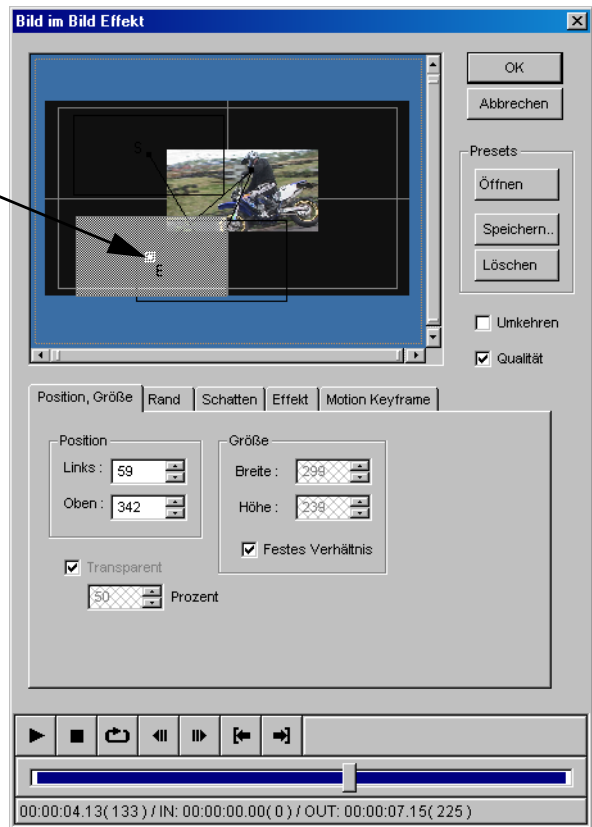 Bild im Bild Effekt
OK
Abbrechen
S
E
Presets
Öffnen
Speichern..
Löschen
Umkehren
Qualität
Position, Größe
Rand
Schatten
Effekt
Motion Keyframe
Position
Links : 59
Oben : 342
Größe
Breite : 299
Höhe : 239
Festes Verhältnis
Transparent
50 Prozent
00:00:04.13( 133 ) / IN: 00:00:00.00( 0 ) / OUT: 00:00:07.15( 225 )